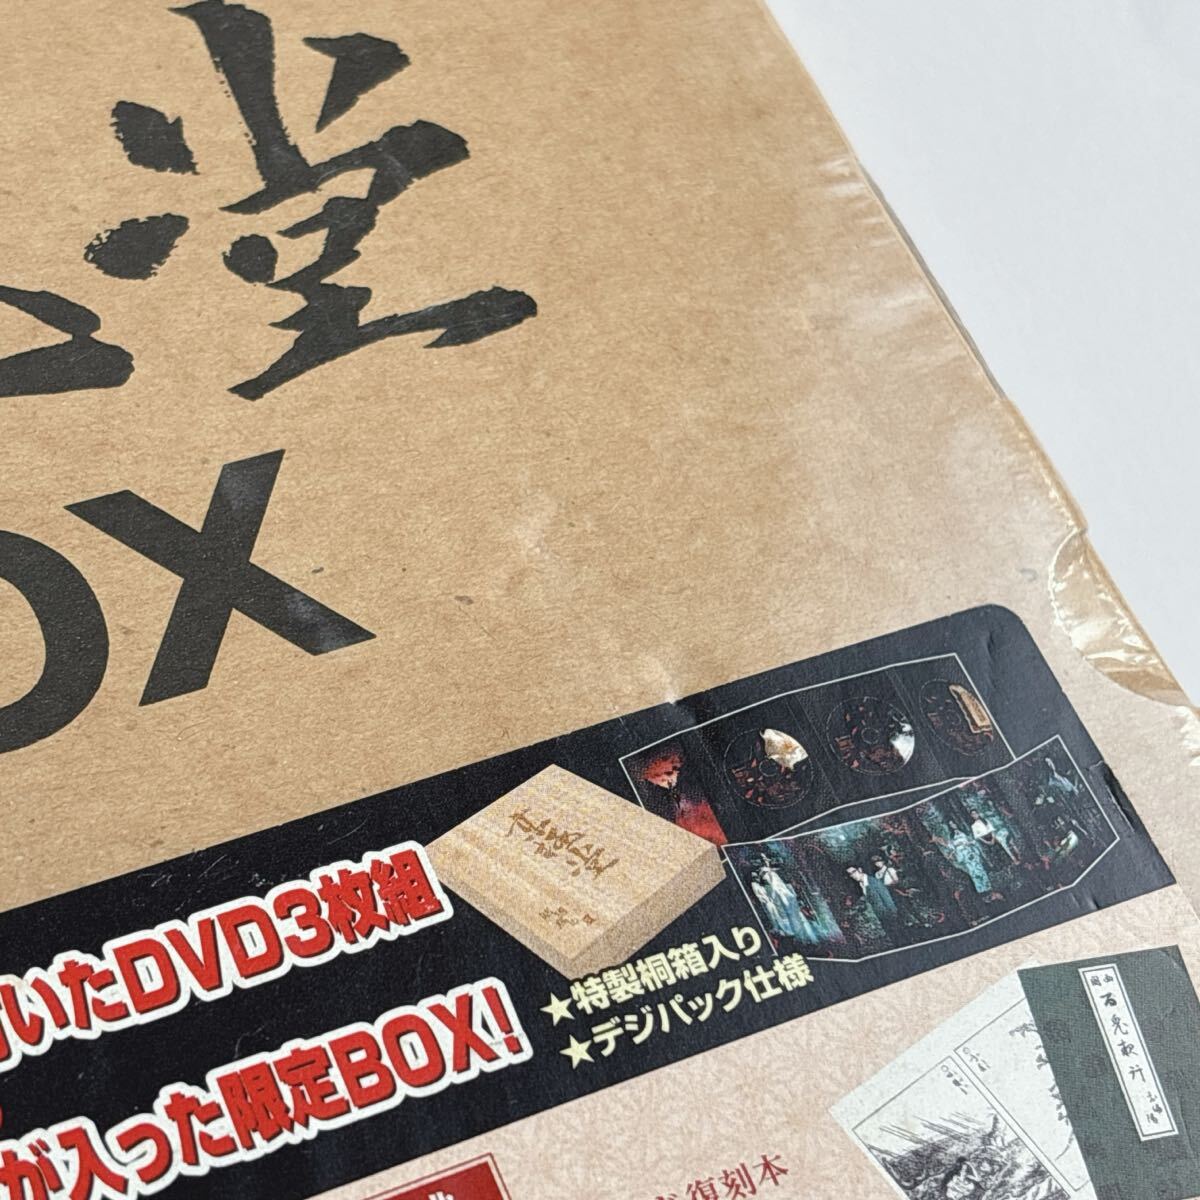 堂
OX
いたDVD3枚組
が入った限定BOX!
★特製桐箱入り
★デジパック仕様
復刻本